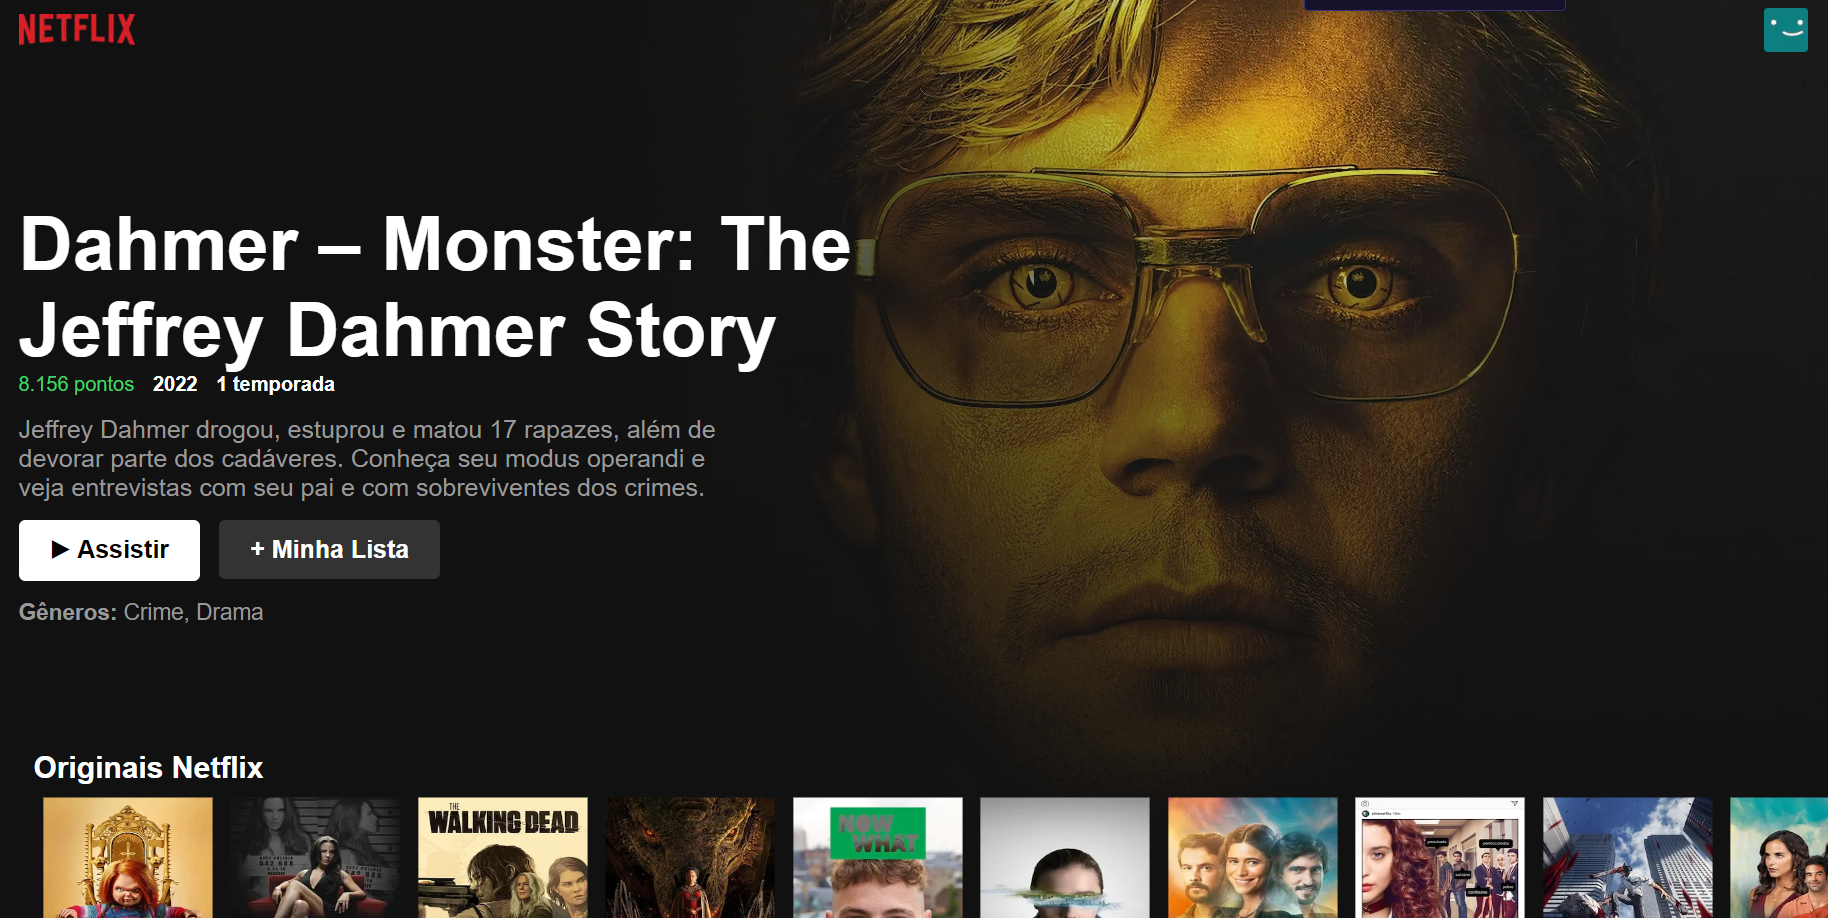 NETFLIX
Dahmer – Monster: The
Jeffrey Dahmer Story
8.156 pontos 2022 1 temporada
Jeffrey Dahmer drogou, estuprou e matou 17 rapazes, além de
devorar parte dos cadáveres. Conheça seu modus operandi e
veja entrevistas com seu pai e com sobreviventes dos crimes.
▶ Assistir
+ Minha Lista
Gêneros: Crime, Drama
Originais Netflix
THE
WALKING DEAD
NOW
WHAT